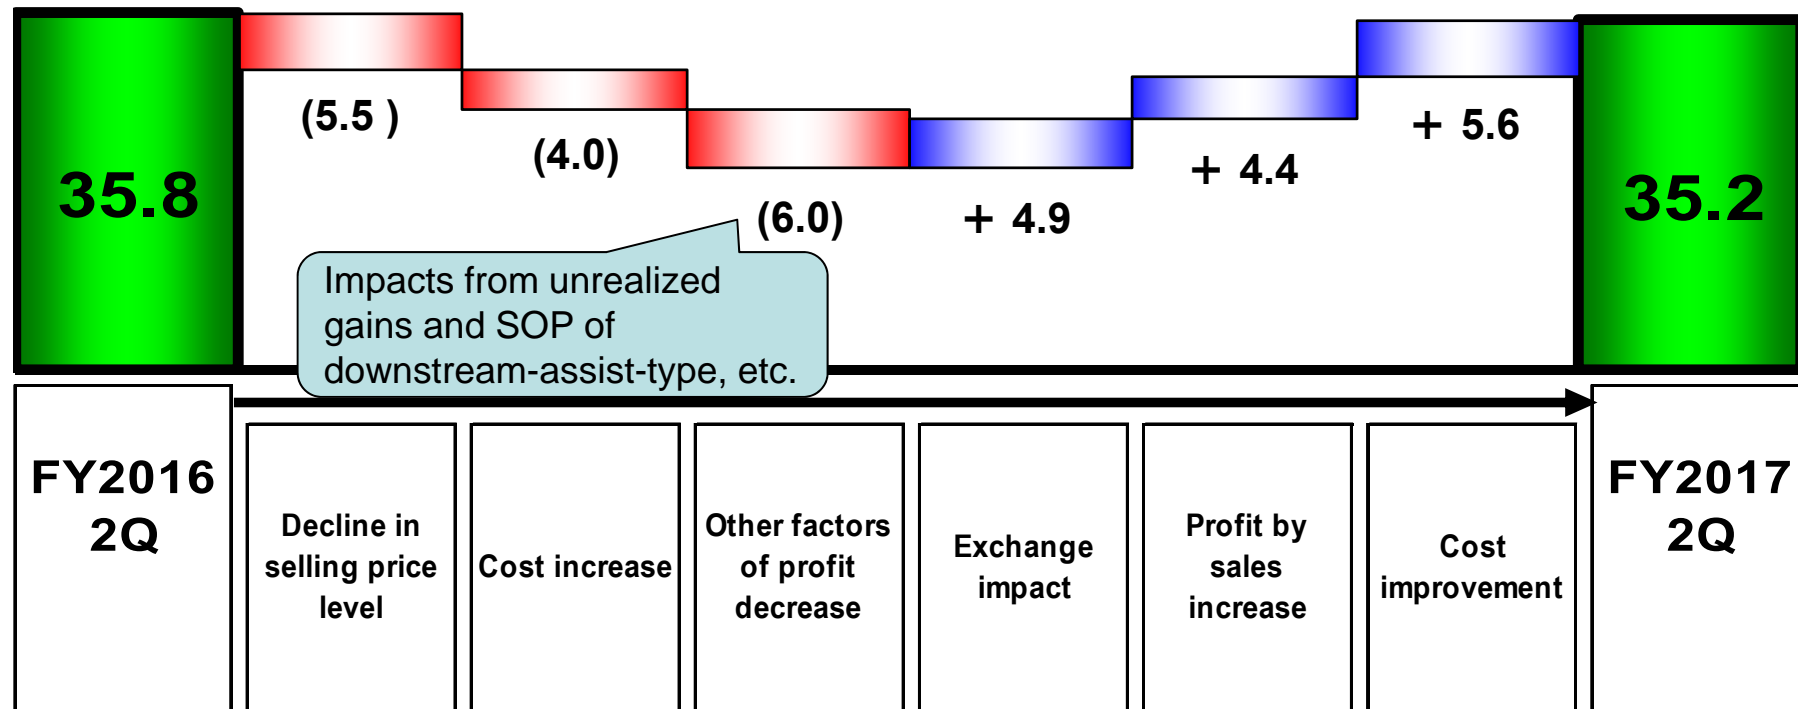 35.8
(5.5 )
(4.0)
(6.0)
+ 4.9
+ 4.4
+ 5.6
35.2
Impacts from unrealized
gains and SOP of
downstream-assist-type, etc.
FY2016
2Q
Decline in
selling price
level
Cost increase
Other factors
of profit
decrease
Exchange
impact
Profit by
sales
increase
Cost
improvement
FY2017
2Q